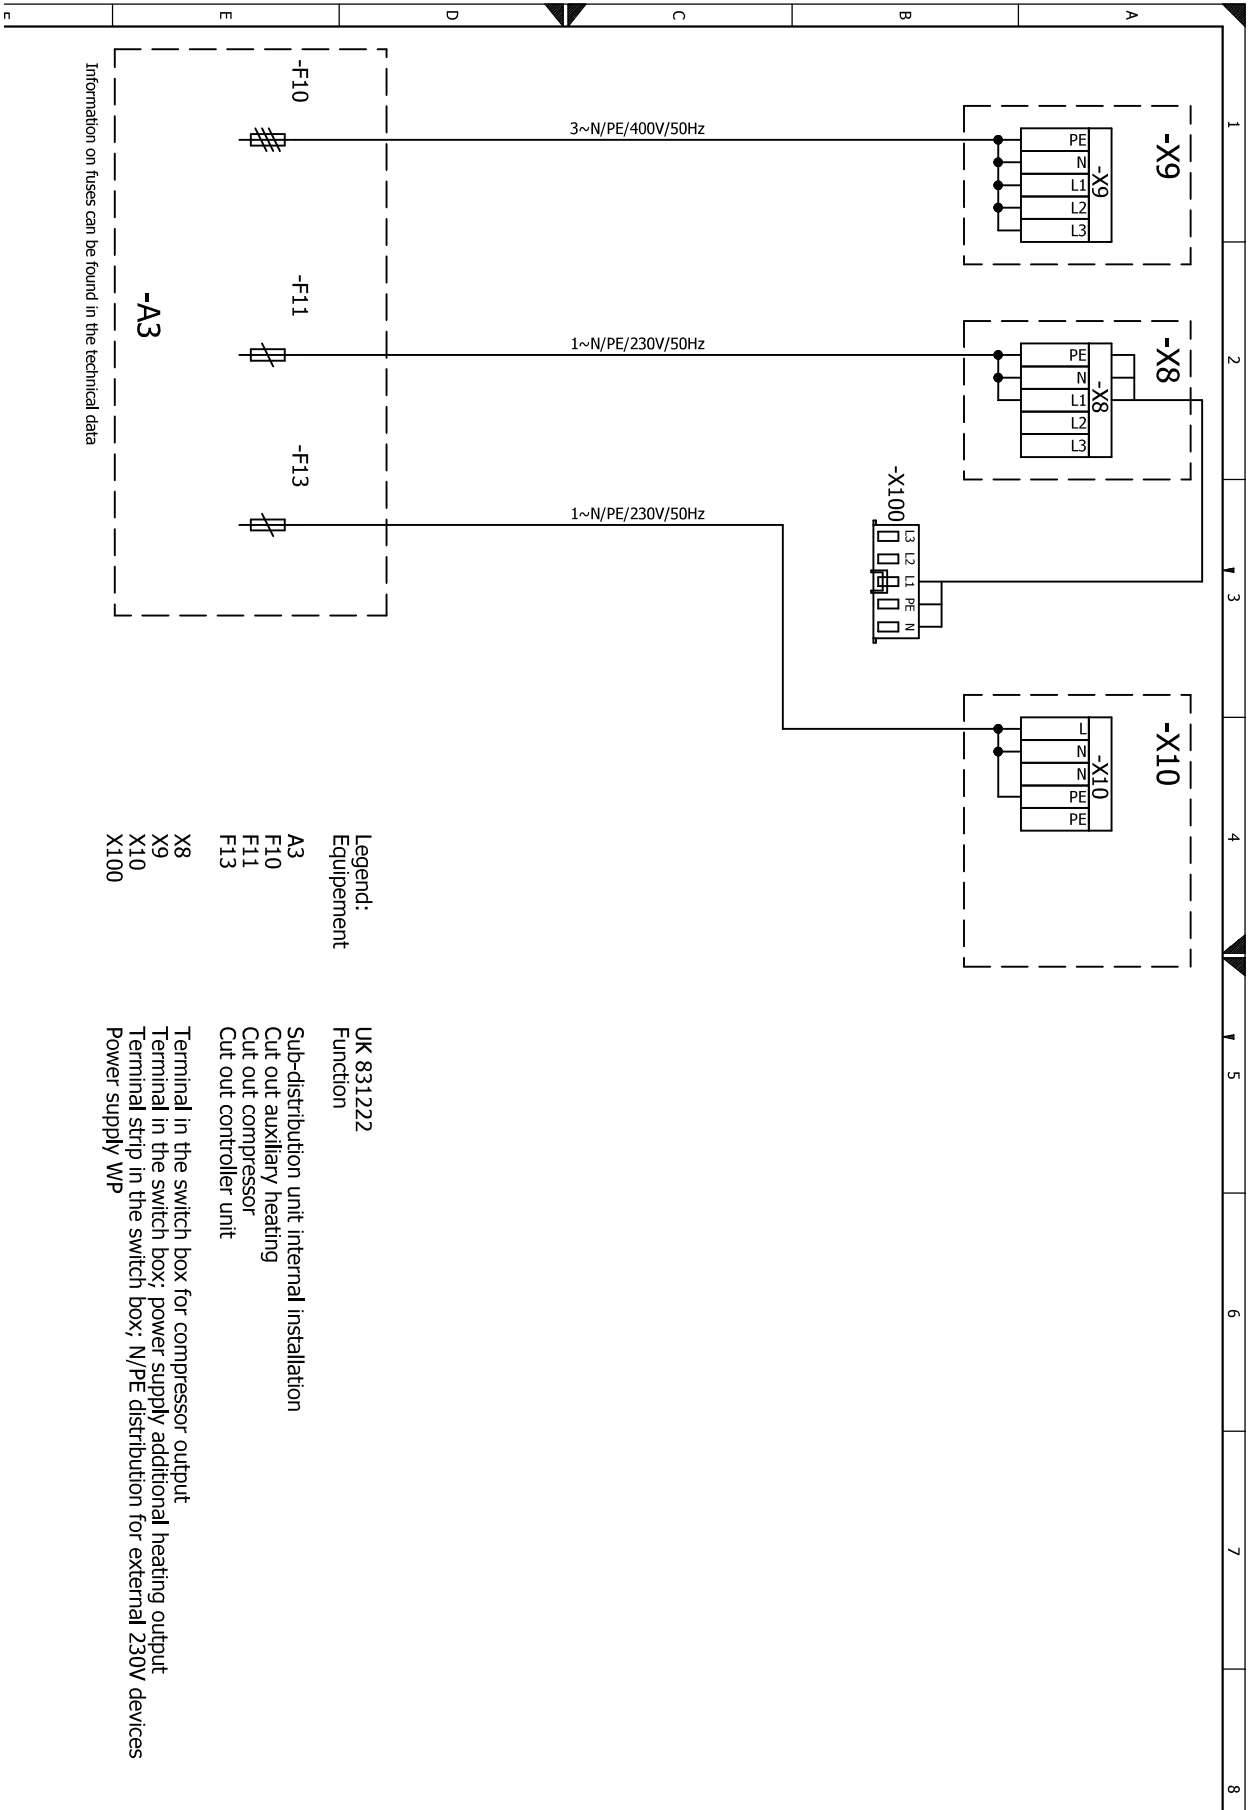 1
2
3
4
5
6
7
8
A
B
C
D
E
F
-X9
-X9
PE
N
L1
L2
L3
3~N/PE/400V/50Hz
-F10
-X8
-X8
PE
N
L1
L2
L3
1~N/PE/230V/50Hz
-F11
-X100
L3
L2
L1
PE
N
-X10
-X10
L
N
N
PE
PE
1~N/PE/230V/50Hz
-F13
-A3
Information on fuses can be found in the technical data
Legend: UK 831222
Equipement Function
A3 Sub-distribution unit internal installation
F10 Cut out auxiliary heating
F11 Cut out compressor
F13 Cut out controller unit
X8 Terminal in the switch box for compressor output
X9 Terminal in the switch box; power supply additional heating output
X10 Terminal strip in the switch box; N/PE distribution for external 230V devices
X100 Power supply WP